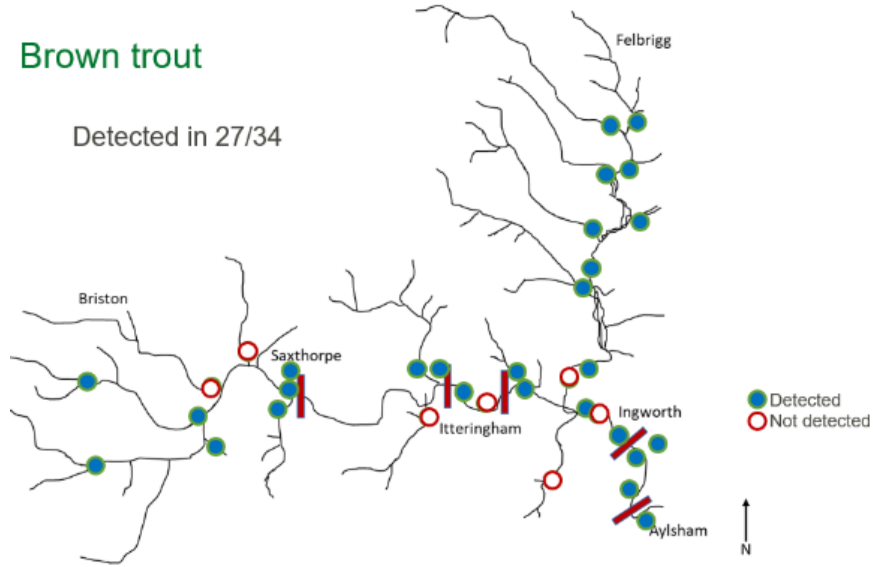 Brown trout
Felbrigg
Detected in 27/34
Briston
Saxthorpe
Itteringham
Ingworth
Detected
Not detected
Aylsham
N